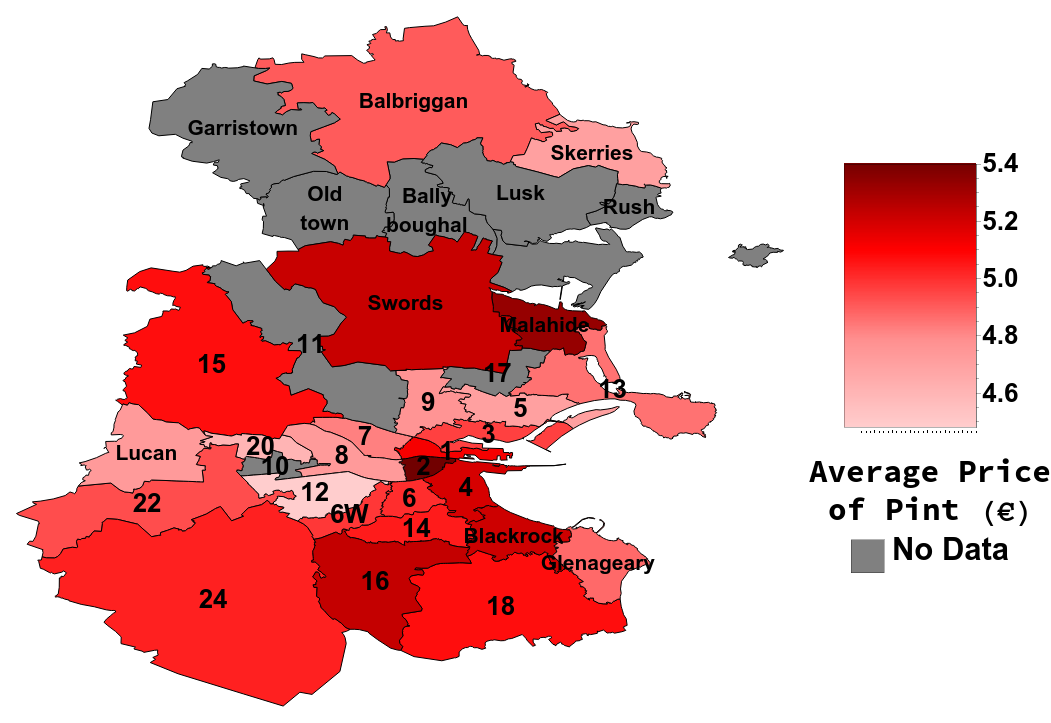 Balbriggan
Garristown
Skerries
Old
town
Bally
boughal
Lusk
Rush
Swords
Malahide
11
15
17
13
9
5
3
7
1
20
8
10
2
Lucan
12
4
22
6
6W
14
Blackrock
Glenageary
16
24
18
5.4
5.2
5.0
4.8
4.6
Average Price
of Pint (€)
No Data